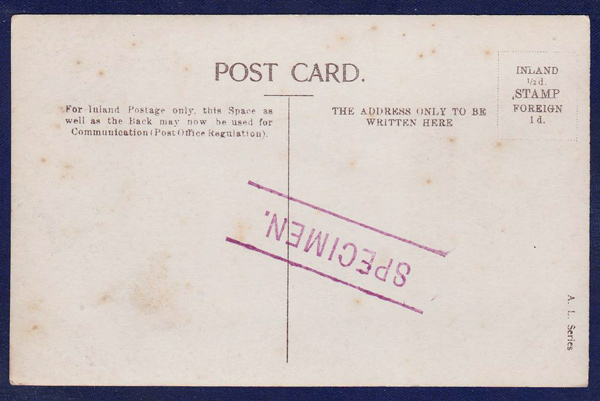 POST CARD.
For Inland Postage only, this Space as
well as the Back may now be used for
Communication (Post Office Regulation).
THE ADDRESS ONLY TO BE
WRITTEN HERE
INLAND
½d.
STAMP
FOREIGN
1d.
SPECIMEN.
A. L. Series